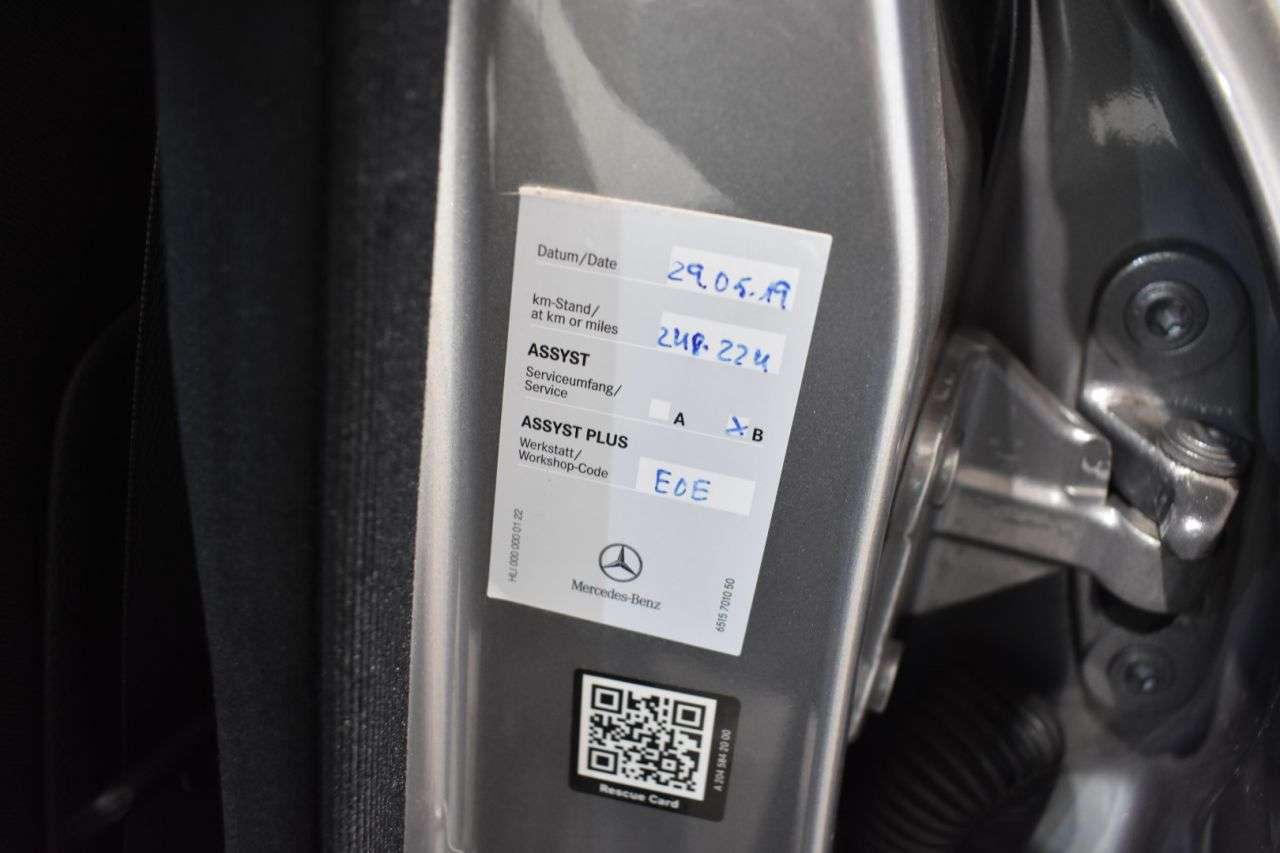 Datum/Date 29.05.19
km-Stand/
at km or miles 248.224
ASSYST
Serviceumfang/
Service A x B
ASSYST PLUS
Werkstatt/
Workshop-Code EOE
HLI 000 000 01 22
Mercedes-Benz
6515 7010 50
A 204 584 20 00
Rescue Card